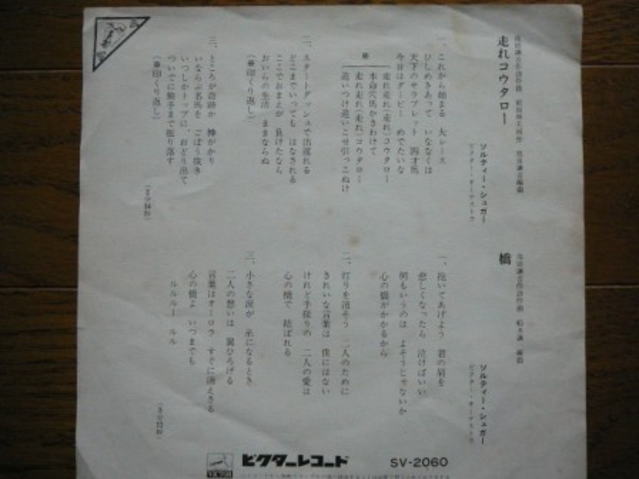 走れコウタロー
ソルティー・シュガー
ビクター・オーケストラ
一、これから始まる 大レース
ひしめきあって いななくは
天下のサラブレット 四才馬
今日はダービー めでたいな
※ 走れ走れ(走れ)コウタロー
本命穴馬かきわけて
走れ走れ(走れ)コウタロー
追いつけ追いこせ引っこぬけ
二、スタートダッシュで出遅れる
どこまでいっても はなされる
ここでおまえが 負けたなら
おいらの生活 ままならぬ
(※印くり返し)
三、ところが奇跡か 神がかり
いならぶ名馬を ごぼう抜き
いつしかトップに おどり出て
ついでに騎手まで振り落す
(※印くり返し)
橋
ソルティー・シュガー
ビクター・オーケストラ
一、抱いてあげよう 君の肩を
悲しくなったら 泣けばいい
何もいうのは よそうじゃないか
心の橋がかかるから
二、灯りを消そう 二人のために
きれいな言葉は 僕にはない
けれど手探りの 二人の愛は
心の橋で 結ばれる
三、小さな涙が 糸になるとき
二人の想いは 翼ひろげる
言葉はオーロラ すぐに消えさる
心の橋よ いつまでも
ルルルー ルル
VICTOR
ビクターレコード SV-2060